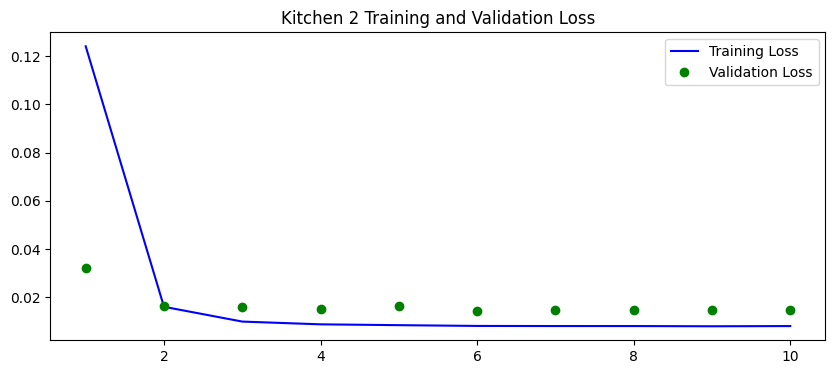 Kitchen 2 Training and Validation Loss
Training Loss
Validation Loss
0.12
0.10
0.08
0.06
0.04
0.02
2 4 6 8 10